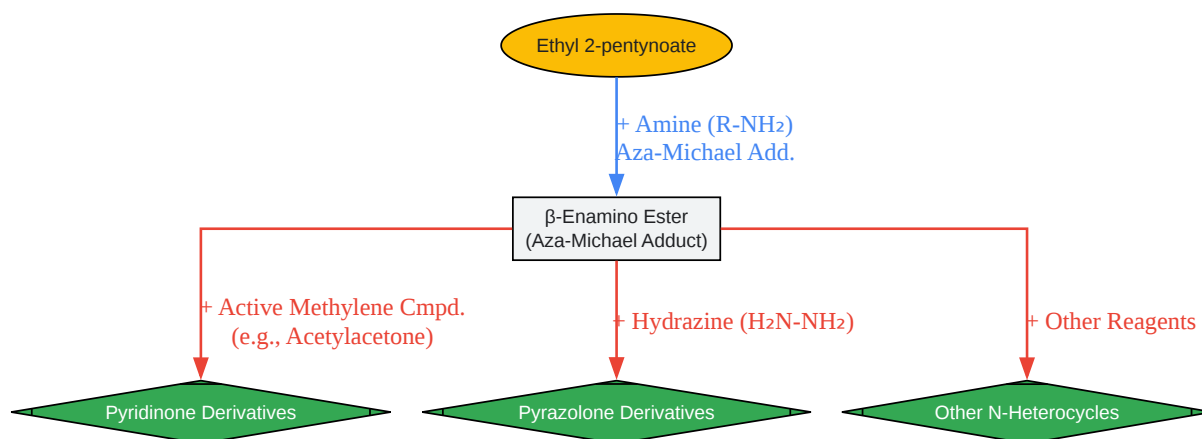 Ethyl 2-pentynoate
+ Amine (R-NH₂)
Aza-Michael Add.
β-Enamino Ester
(Aza-Michael Adduct)
+ Active Methylene Cmpd.
(e.g., Acetylacetone)
+ Hydrazine (H₂N-NH₂)
+ Other Reagents
Pyridinone Derivatives
Pyrazolone Derivatives
Other N-Heterocycles